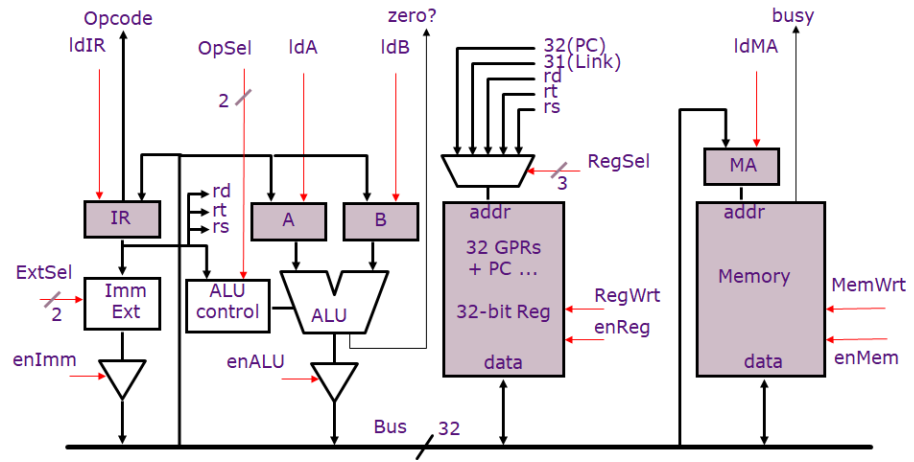 Opcode
zero?
busy
ldIR
OpSel
ldA
ldB
32(PC)
31(Link)
rd
rt
rs
ldMA
2
RegSel
3
MA
rd
rt
rs
IR
A
B
addr
addr
32 GPRs
+ PC ...
32-bit Reg
data
Memory
data
ExtSel
2
Imm
Ext
ALU
control
ALU
RegWrt
enReg
MemWrt
enMem
enImm
enALU
Bus
32